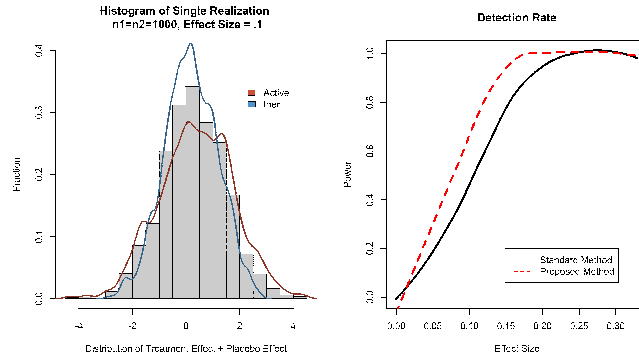 Histogram of Single Realization
n1=n2=1000, Effect Size = .1
Fraction
0.0
0.1
0.2
0.3
0.4
Active
Iner
-2
0
2
4
Distribution of Treatment Effect + Placebo Effect
Detection Rate
Power
0.0
0.2
0.4
0.6
0.8
1.0
Standard Method
Proposed Method
0.00
0.05
0.10
0.15
0.20
0.25
0.30
Effect Size